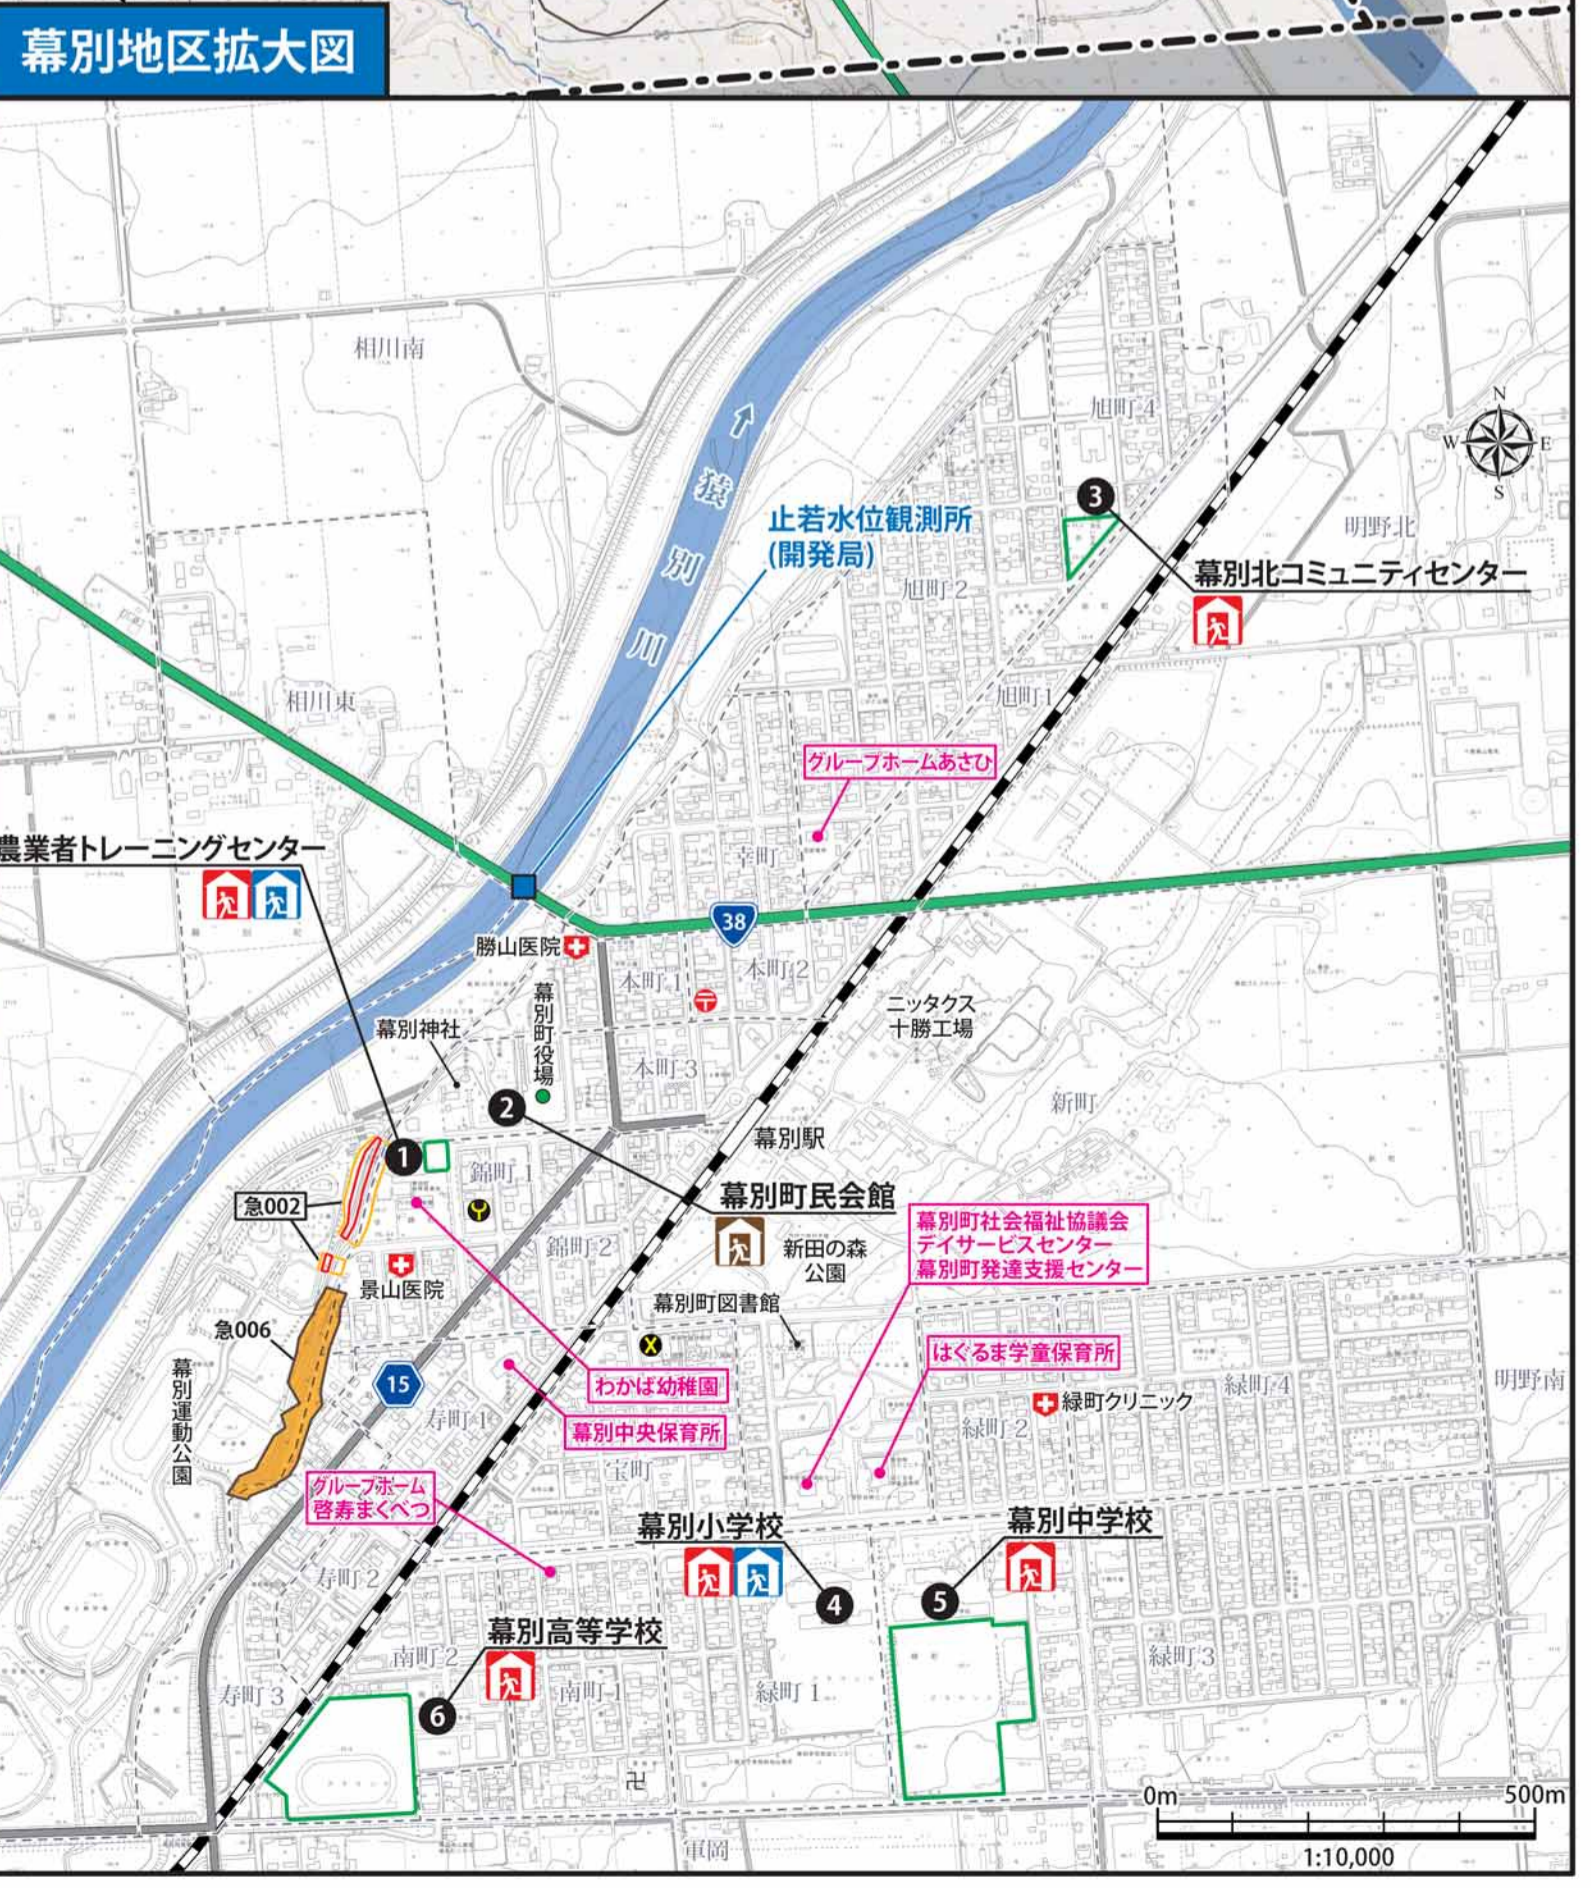 幕別地区拡大図
相川南
旭町4
N
W
E
S
3
明野北
猿別川
止若水位観測所
(開発局)
幕別北コミュニティセンター
旭町2
相川東
旭町1
グループホームあさひ
農業者トレーニングセンター
幸町
38
勝山医院
本町1
本町2
幕別町役場
ニッタクス
十勝工場
幕別神社
本町3
2
新町
幕別駅
1
錦町1
幕別町民会館
急002
錦町2
新田の森
公園
幕別町社会福祉協議会
デイサービスセンター
幕別町発達支援センター
景山医院
幕別町図書館
急006
はぐるま学童保育所
幕別運動公園
15
わかば幼稚園
緑町4
明野南
緑町クリニック
寿町1
幕別中央保育所
緑町2
宝町
グループホーム
啓寿まくべつ
幕別小学校
幕別中学校
寿町2
4
5
幕別高等学校
南町2
緑町3
寿町3
南町1
緑町1
6
0m
500m
1:10,000
軍岡